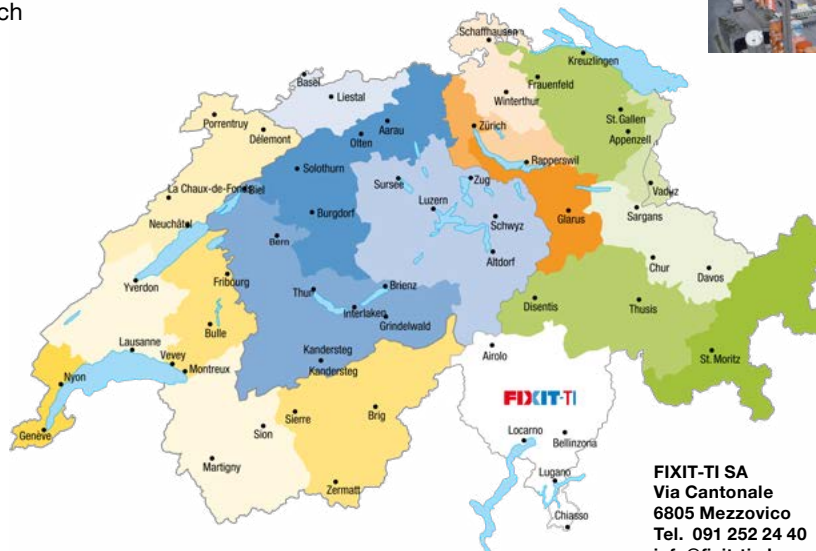 ch
Schaffhausen
Kreuzlingen
Basel
Frauenfeld
Liestal
Winterthur
Porrentruy
St. Gallen
Aarau
Zürich
Délemont
Olten
Appenzell
Rapperswil
Solothurn
La Chaux-de-Fonds
Biel
Sursee
Zug
Vaduz
Luzern
Burgdorf
Glarus
Sargans
Neuchâtel
Schwyz
Bern
Altdorf
Chur
Davos
Yverdon
Fribourg
Thun
Brienz
Disentis
Thusis
Interlaken
Grindelwald
Bulle
Lausanne
Kandersteg
Airolo
St. Moritz
Vevey
Montreux
Kandersteg
Nyon
FIXIT-TI
Brig
Sierre
Genève
Sion
Locarno
Bellinzona
Martigny
Lugano
Zermatt
Chiasso
FIXIT-TI SA
Via Cantonale
6805 Mezzovico
Tel. 091 252 24 40